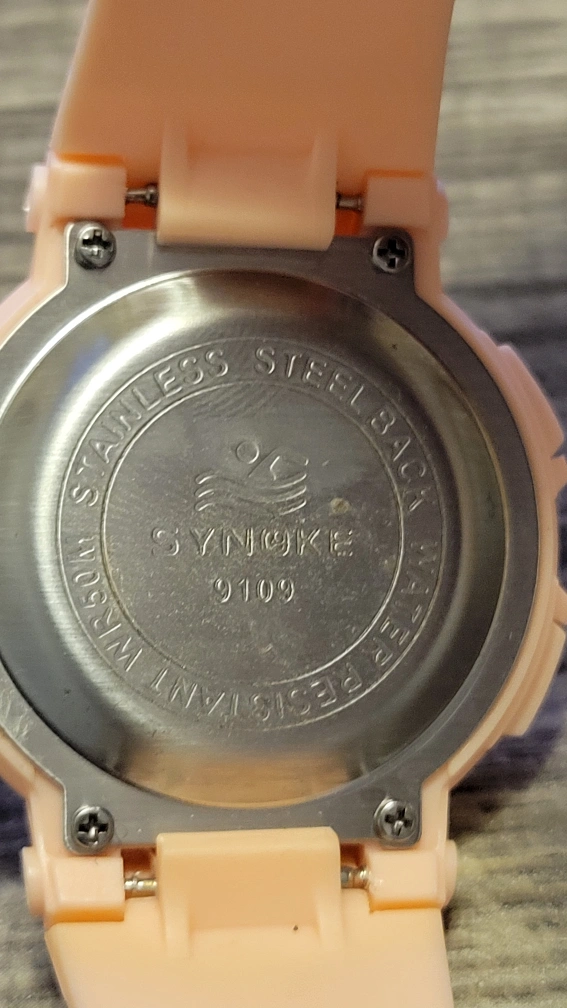 STAINLESS STEEL BACK WATER RESISTANT WR50M
SYNOKE
9109